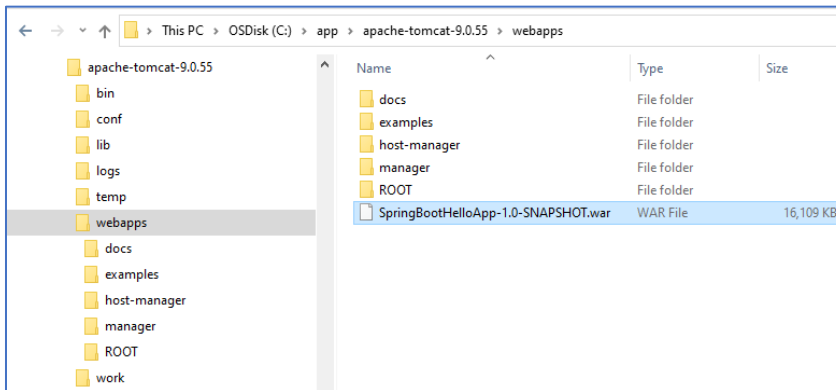 This PC > OSDisk (C:) > app > apache-tomcat-9.0.55 > webapps
apache-tomcat-9.0.55
bin
conf
lib
logs
temp
webapps
docs
examples
host-manager
manager
ROOT
work
Name Type Size
docs File folder
examples File folder
host-manager File folder
manager File folder
ROOT File folder
SpringBootHelloApp-1.0-SNAPSHOT.war WAR File 16,109 KB